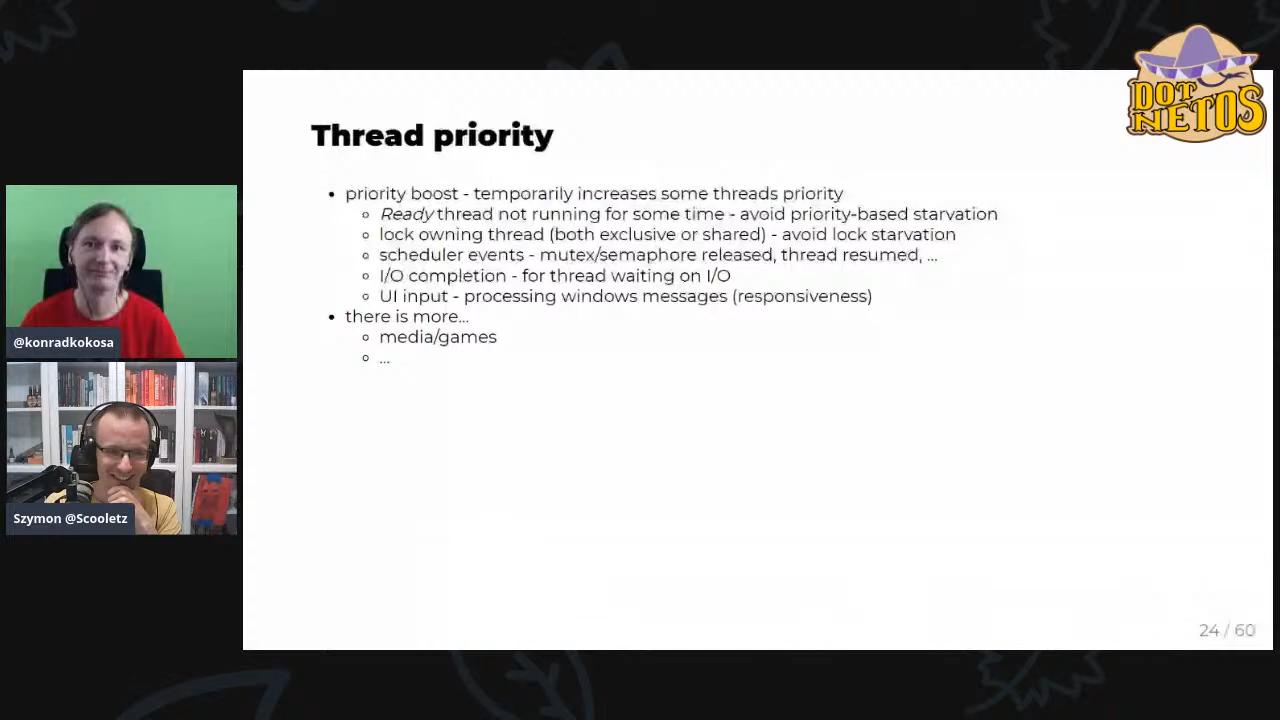 DOT
NETOS
Thread priority
• priority boost - temporarily increases some threads priority
◦ Ready thread not running for some time - avoid priority-based starvation
◦ lock owning thread (both exclusive or shared) - avoid lock starvation
◦ scheduler events - mutex/semaphore released, thread resumed, ...
◦ I/O completion - for thread waiting on I/O
◦ UI input - processing windows messages (responsiveness)
• there is more...
◦ media/games
◦ ...
@konradkokosa
Szymon @Scooletz
24 / 60